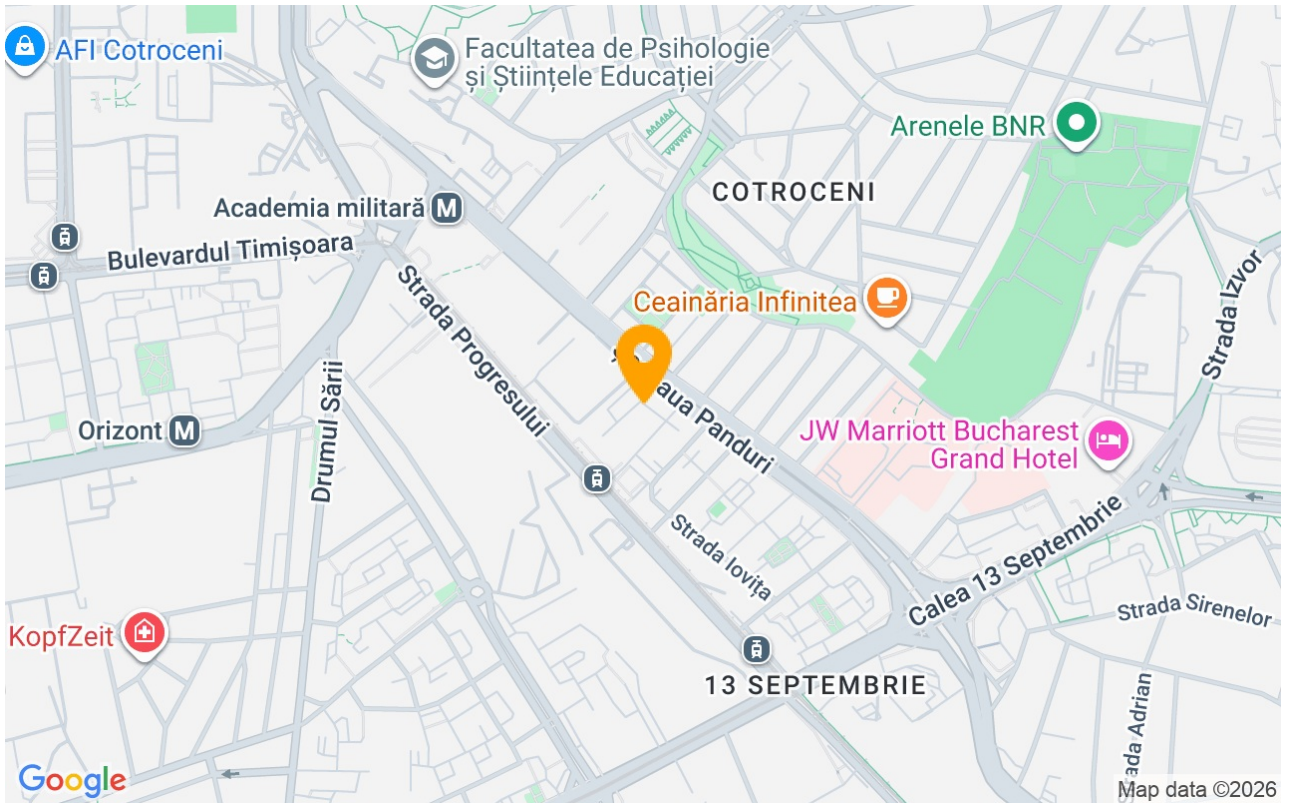 AFI Cotroceni
Facultatea de Psihologie
și Științele Educației
Arenele BNR
COTROCENI
Academia militară M
Bulevardul Timișoara
Strada Izvor
Strada Progresului
Ceainăria Infinitea
aua Panduri
Drumul Sării
Orizont M
JW Marriott Bucharest
Grand Hotel
Strada Iovița
Calea 13 Septembrie
Strada Sirenelor
KopfZeit
13 SEPTEMBRIE
ada Adrian
Google
Map data ©2026